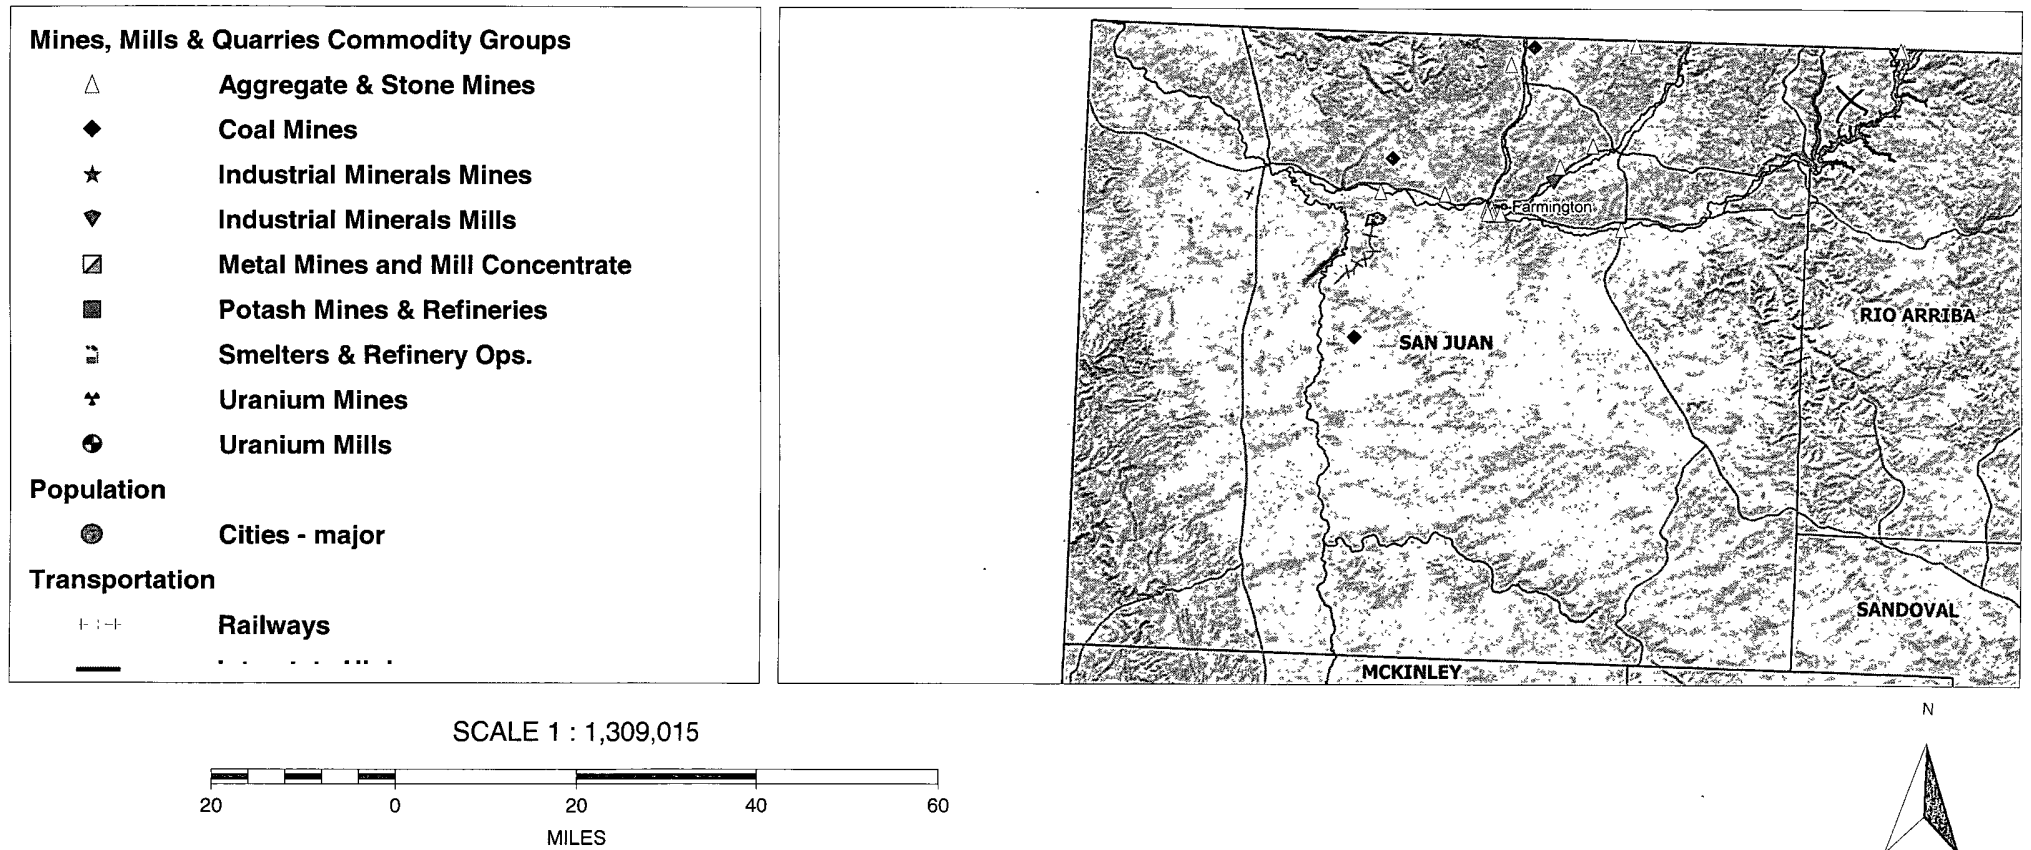 Mines, Mills & Quarries Commodity Groups
Aggregate & Stone Mines
Coal Mines
Industrial Minerals Mines
Industrial Minerals Mills
Metal Mines and Mill Concentrate
Potash Mines & Refineries
Smelters & Refinery Ops.
Uranium Mines
Uranium Mills
Population
Cities - major
Transportation
Railways
Farmington
RIO ARRIBA
SAN JUAN
SANDOVAL
MCKINLEY
SCALE 1 : 1,309,015
20 0 20 40 60
MILES
N